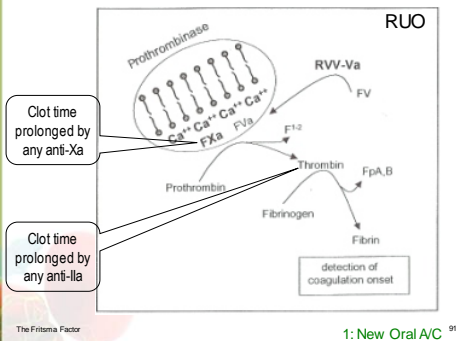 RUO
Prothrombinase
RVV-Va
FV
Ca++ Ca++ Ca++ Ca++
FXa
FVa
F1-2
Clot time
prolonged by
any anti-Xa
Prothrombin
Thrombin
FpA,B
Fibrinogen
Fibrin
Clot time
prolonged by
any anti-IIa
detection of
coagulation onset
The Fritsma Factor
1: New Oral A/C
91